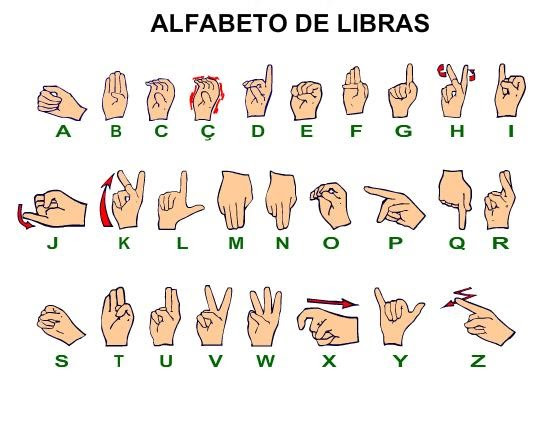 ALFABETO DE LIBRAS
A B C Ç D E F G H I
J K L M N O P Q R
S T U V W X Y Z